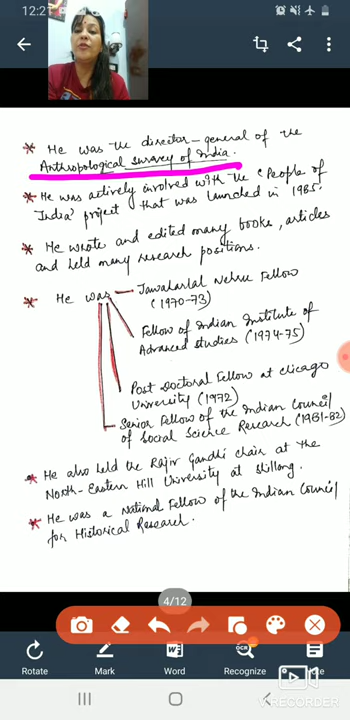 12:21
* He was the director-general of the
Anthropological Survey of India.
* He was actively involved with the 'People of
India' project that was launched in 1985.
* He wrote and edited many books, articles
and held many research positions.
* He was Jawaharlal Nehru Fellow
(1970-73)
Fellow of Indian Institute of
Advanced studies (1974-75)
Post Doctoral Fellow at Chicago
University (1972)
Senior Fellow of the Indian Council
of Social Science Research (1981-82)
* He also held the Rajiv Gandhi chair at the
North-Eastern Hill University at Shillong.
* He was a National Fellow of the Indian Council
for Historical Research.
4/12
OCR
Rotate Mark Word Recognize
VRECORDER